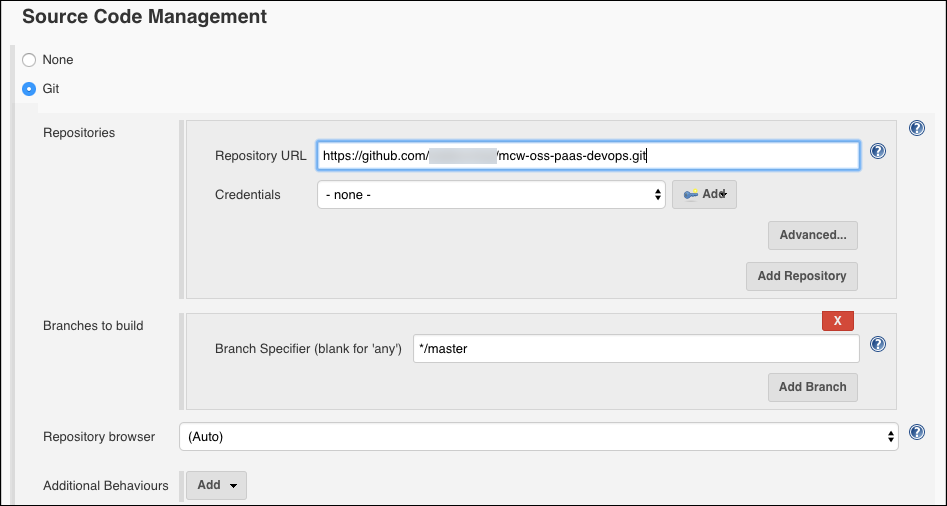 Source Code Management
None
Git
Repositories
Repository URL https://github.com/ /mcw-oss-paas-devops.git
Credentials - none - Add
Advanced...
Add Repository
Branches to build
X
Branch Specifier (blank for 'any') */master
Add Branch
Repository browser (Auto)
Additional Behaviours Add